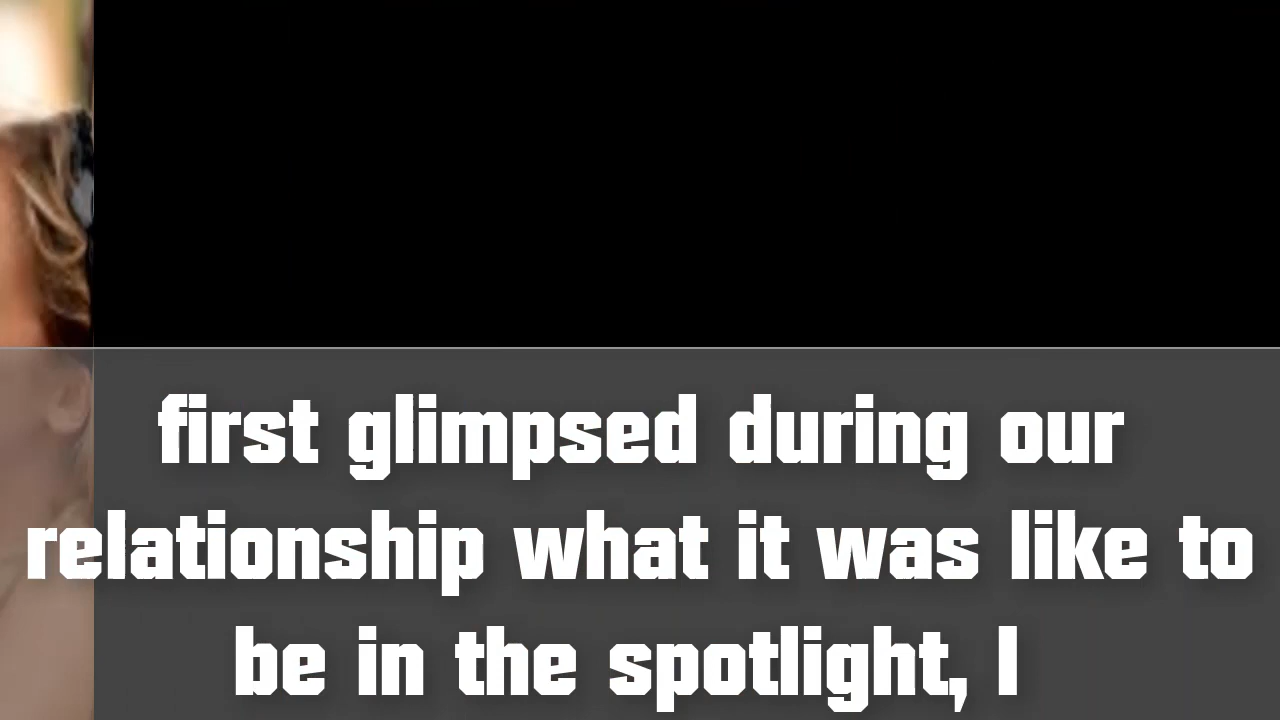 first glimpsed during our
relationship what it was like to
be in the spotlight, I